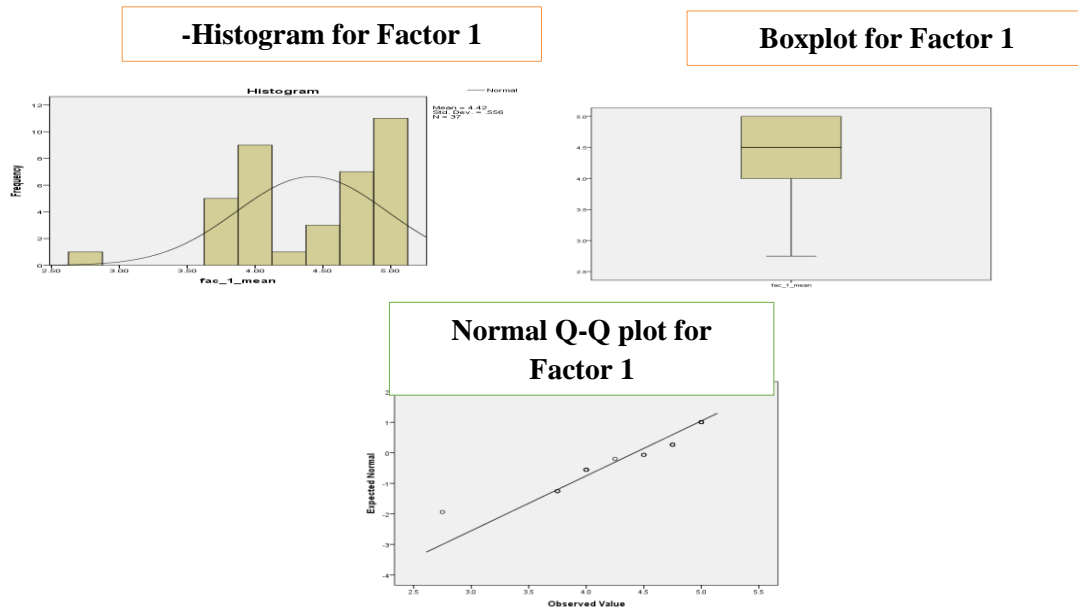 -Histogram for Factor 1
Boxplot for Factor 1
Histogram
Normal
Mean = 4.42
Std. Dev. = .556
N = 37
Frequency
12
10
8
6
4
2
0
2.50 3.00 3.50 4.00 4.50 5.00
fac_1_mean
5.0
4.5
4.0
3.5
3.0
2.5
fac_1_mean
Normal Q-Q plot for
Factor 1
Expected Normal
2
1
0
-1
-2
-3
-4
2.5 3.0 3.5 4.0 4.5 5.0 5.5
Observed Value